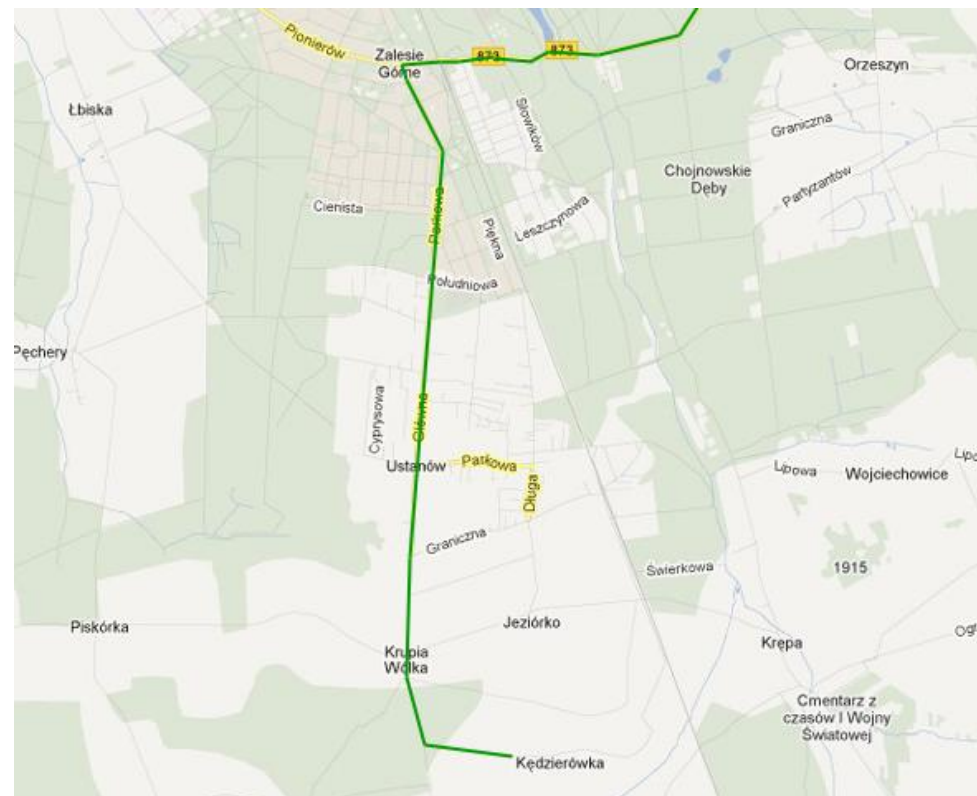 Pionierów
Zalesie
Górne
873
873
Orzeszyn
Łbiska
Słowików
Graniczna
Chojnowskie
Dęby
Partyzantów
Cienista
Parkowa
Piękna
Leszczynowa
Południowa
Pęchery
Cyprysowa
Główna
Ustanów
Patkowa
Długa
Lipowa
Wojciechowice
Lipo
Graniczna
Świerkowa
1915
Piskórka
Jeziórko
Krępa
Ogr
Krupia
Wólka
Cmentarz z
czasów I Wojny
Światowej
Kędzierówka